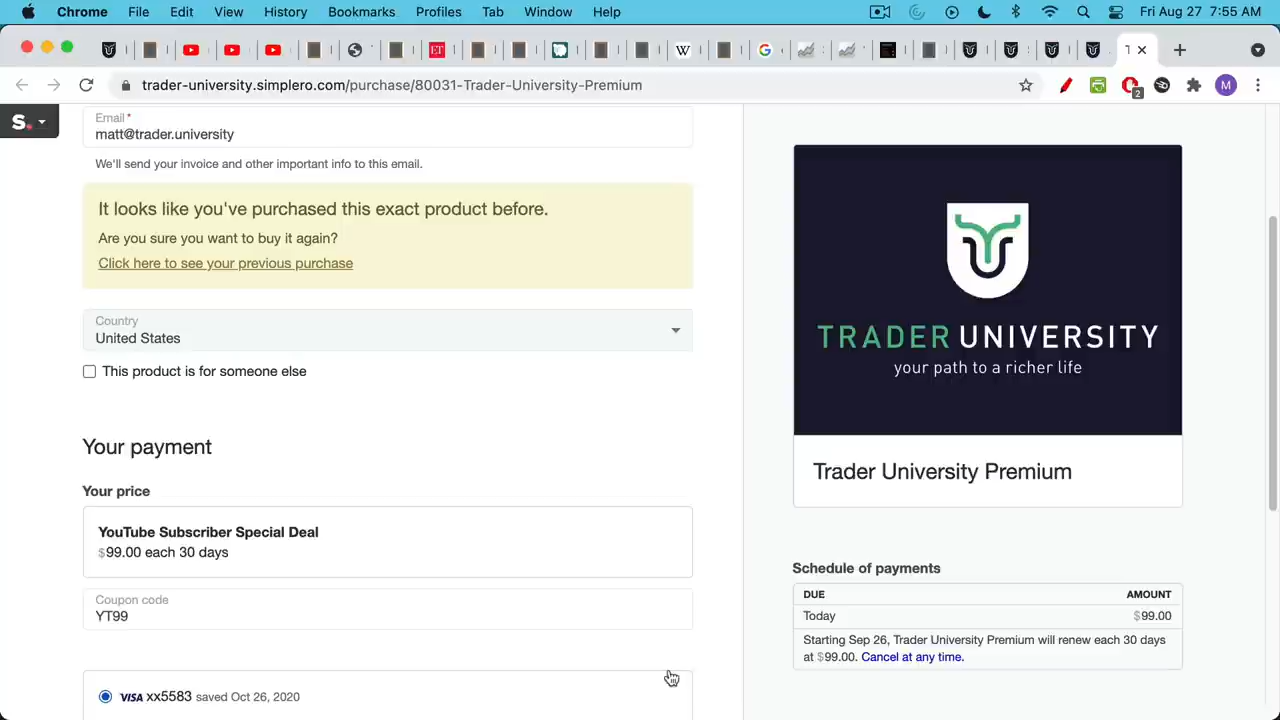 Chrome File Edit View History Bookmarks Profiles Tab Window Help Fri Aug 27 7:55 AM
trader-university.simplero.com/purchase/80031-Trader-University-Premium
2
M
S.
Email *
matt@trader.university
We'll send your invoice and other important info to this email.
It looks like you've purchased this exact product before.
Are you sure you want to buy it again?
Click here to see your previous purchase
Country
United States
This product is for someone else
Your payment
Your price
YouTube Subscriber Special Deal
$99.00 each 30 days
Coupon code
YT99
VISA xx5583 saved Oct 26, 2020
TRADER UNIVERSITY
your path to a richer life
Trader University Premium
Schedule of payments
DUE AMOUNT
Today $99.00
Starting Sep 26, Trader University Premium will renew each 30 days
at $99.00. Cancel at any time.